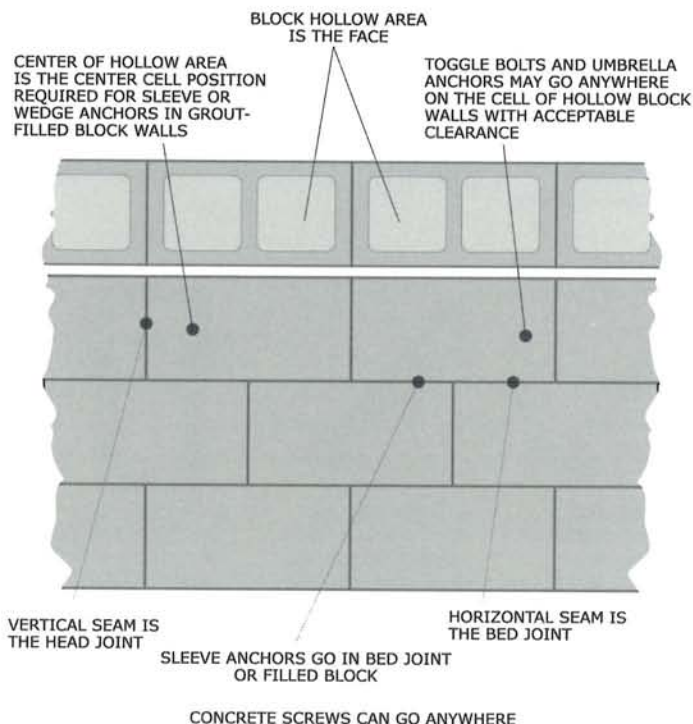 BLOCK HOLLOW AREA
IS THE FACE
CENTER OF HOLLOW AREA
IS THE CENTER CELL POSITION
REQUIRED FOR SLEEVE OR
WEDGE ANCHORS IN GROUT-
FILLED BLOCK WALLS
TOGGLE BOLTS AND UMBRELLA
ANCHORS MAY GO ANYWHERE
ON THE CELL OF HOLLOW BLOCK
WALLS WITH ACCEPTABLE
CLEARANCE
VERTICAL SEAM IS
THE HEAD JOINT
SLEEVE ANCHORS GO IN BED JOINT
OR FILLED BLOCK
HORIZONTAL SEAM IS
THE BED JOINT
CONCRETE SCREWS CAN GO ANYWHERE